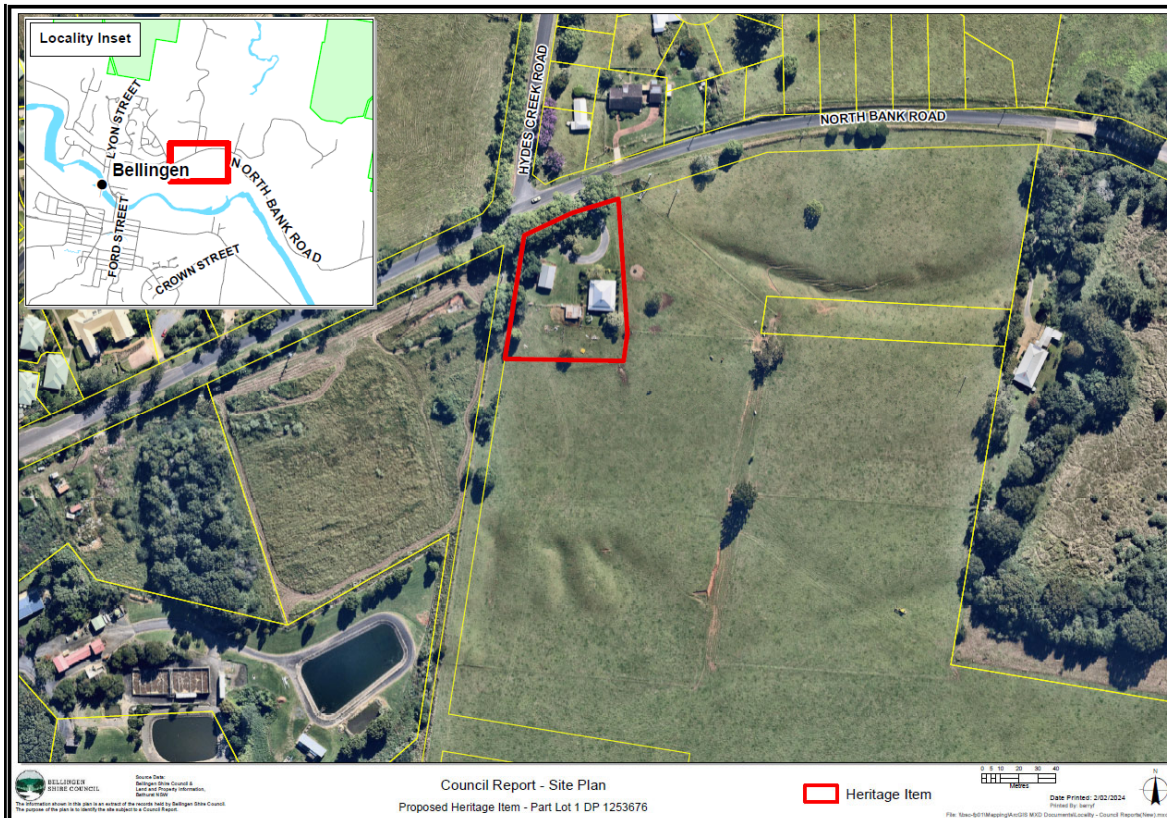 Locality Inset
LYON STREET
Bellingen
NORTH BANK ROAD
FORD STREET
CROWN STREET
HYDES CREEK ROAD
NORTH BANK ROAD
BELLINGEN
SHIRE COUNCIL
Source Data:
Bellingen Shire Council &
Land and Property Information,
Bathurst NSW
The information shown in this plan is an extract of the records held by Bellingen Shire Council.
The purpose of the plan is to identify the site subject to a Council Report.
Council Report - Site Plan
Proposed Heritage Item - Part Lot 1 DP 1253676
Heritage Item
0 5 10 20 30 40
Metres
N
Date Printed: 2/02/2024
Printed By: barryf